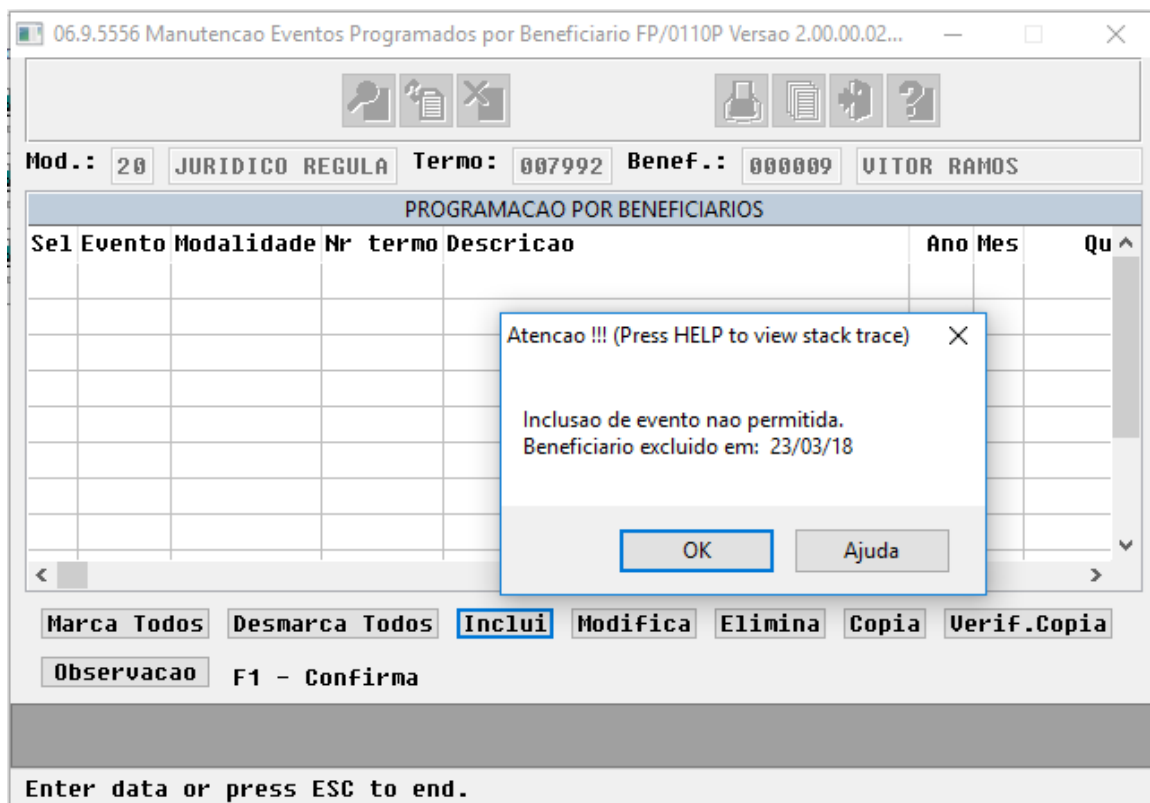 06.9.5556 Manutencao Eventos Programados por Beneficiario FP/0110P Versao 2.00.00.02...
Mod.: 20 JURIDICO REGULA Termo: 007992 Benef.: 000009 VITOR RAMOS
PROGRAMACAO POR BENEFICIARIOS
Sel Evento Modalidade Nr termo Descricao Ano Mes Qu
Atencao !!! (Press HELP to view stack trace)
Inclusao de evento nao permitida.
Beneficiario excluido em: 23/03/18
OK Ajuda
Marca Todos Desmarca Todos Inclui Modifica Elimina Copia Verif.Copia
Observacao F1 - Confirma
Enter data or press ESC to end.